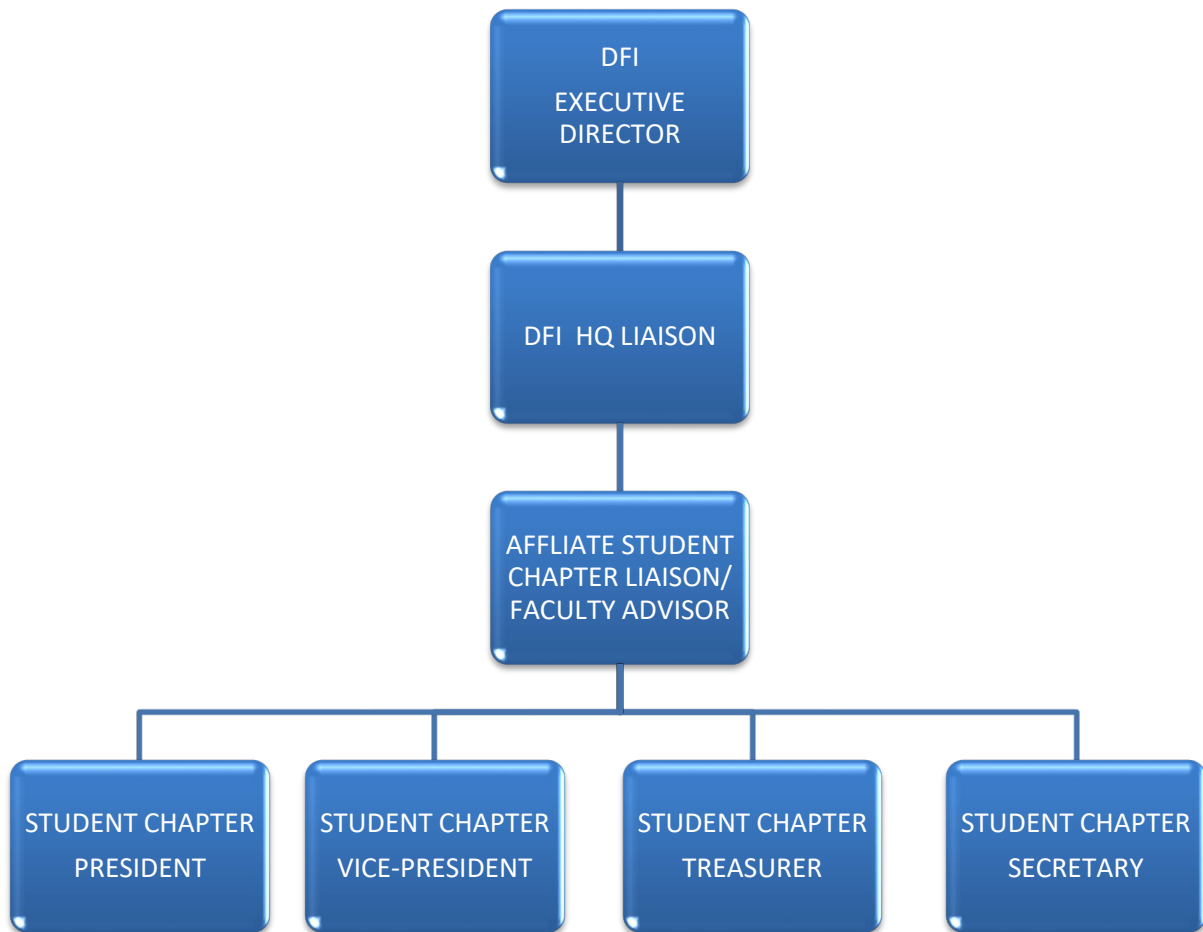 DFI
EXECUTIVE
DIRECTOR
DFI  HQ LIAISON
AFFLIATE STUDENT
CHAPTER LIAISON/
FACULTY ADVISOR
STUDENT CHAPTER
PRESIDENT
STUDENT CHAPTER
VICE-PRESIDENT
STUDENT CHAPTER
TREASURER
STUDENT CHAPTER
SECRETARY